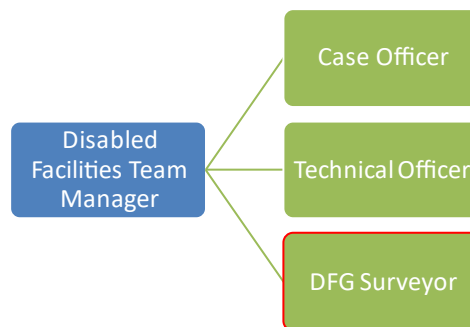 Disabled
Facilities Team
Manager
Case Officer
Technical Officer
DFG Surveyor